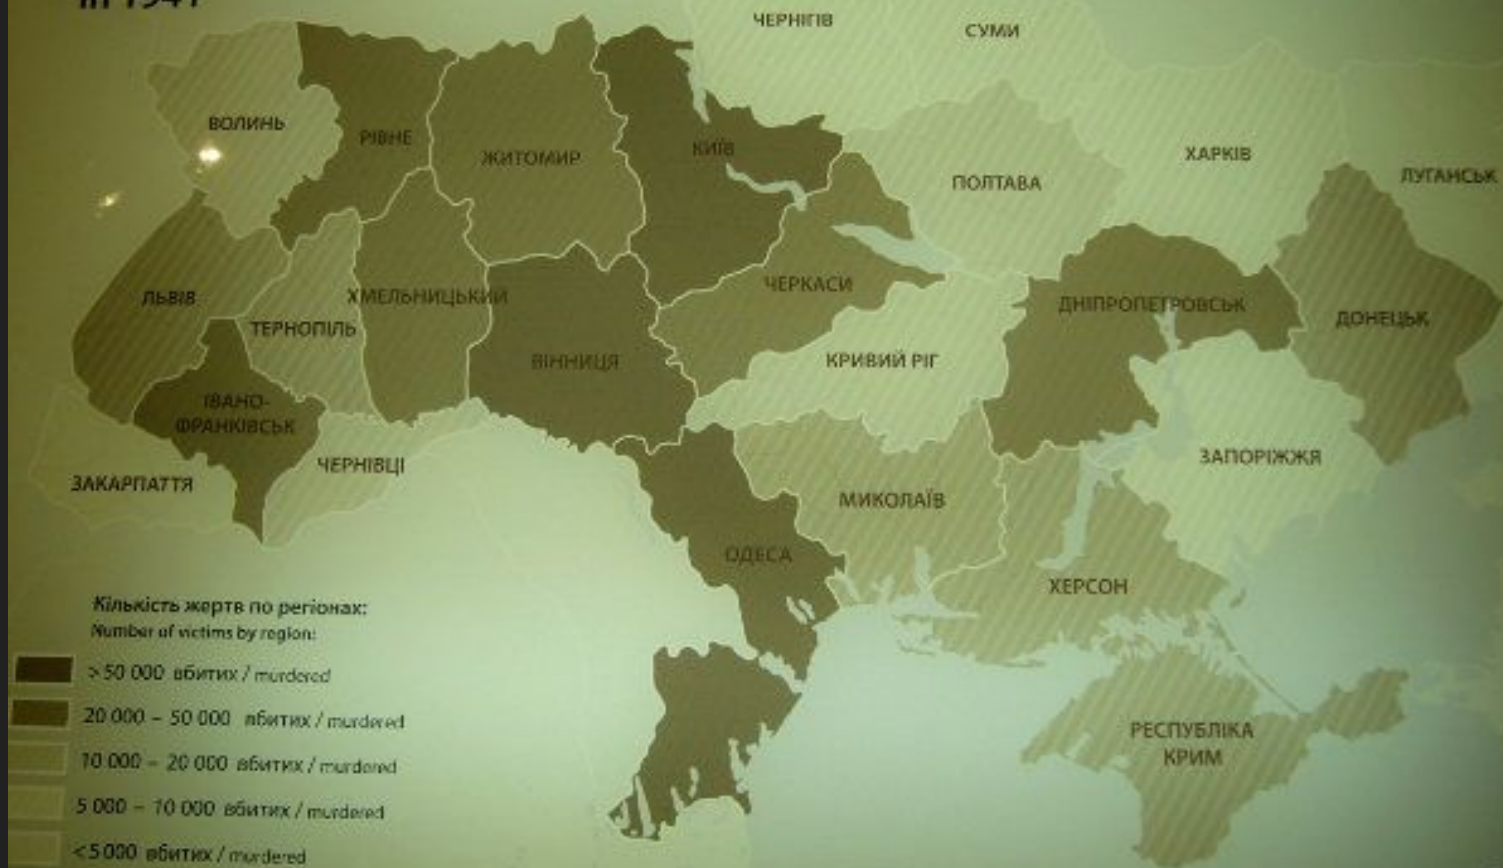 in 1941
ЧЕРНІГІВ
СУМИ
ВОЛИНЬ
РІВНЕ
ЖИТОМИР
КИЇВ
ПОЛТАВА
ХАРКІВ
ЛУГАНСЬК
ЛЬВІВ
ТЕРНОПІЛЬ
ХМЕЛЬНИЦЬКИЙ
ВІННИЦЯ
ЧЕРКАСИ
КРИВИЙ РІГ
ДНІПРОПЕТРОВСЬК
ДОНЕЦЬК
ІВАНО-
ФРАНКІВСЬК
ЧЕРНІВЦІ
ЗАКАРПАТТЯ
ЗАПОРІЖЖЯ
МИКОЛАЇВ
ОДЕСА
ХЕРСОН
РЕСПУБЛІКА
КРИМ
Кількість жертв по регіонах:
Number of victims by region:
> 50 000 вбитих / murdered
20 000 – 50 000 вбитих / murdered
10 000 – 20 000 вбитих / murdered
5 000 – 10 000 вбитих / murdered
< 5 000 вбитих / murdered